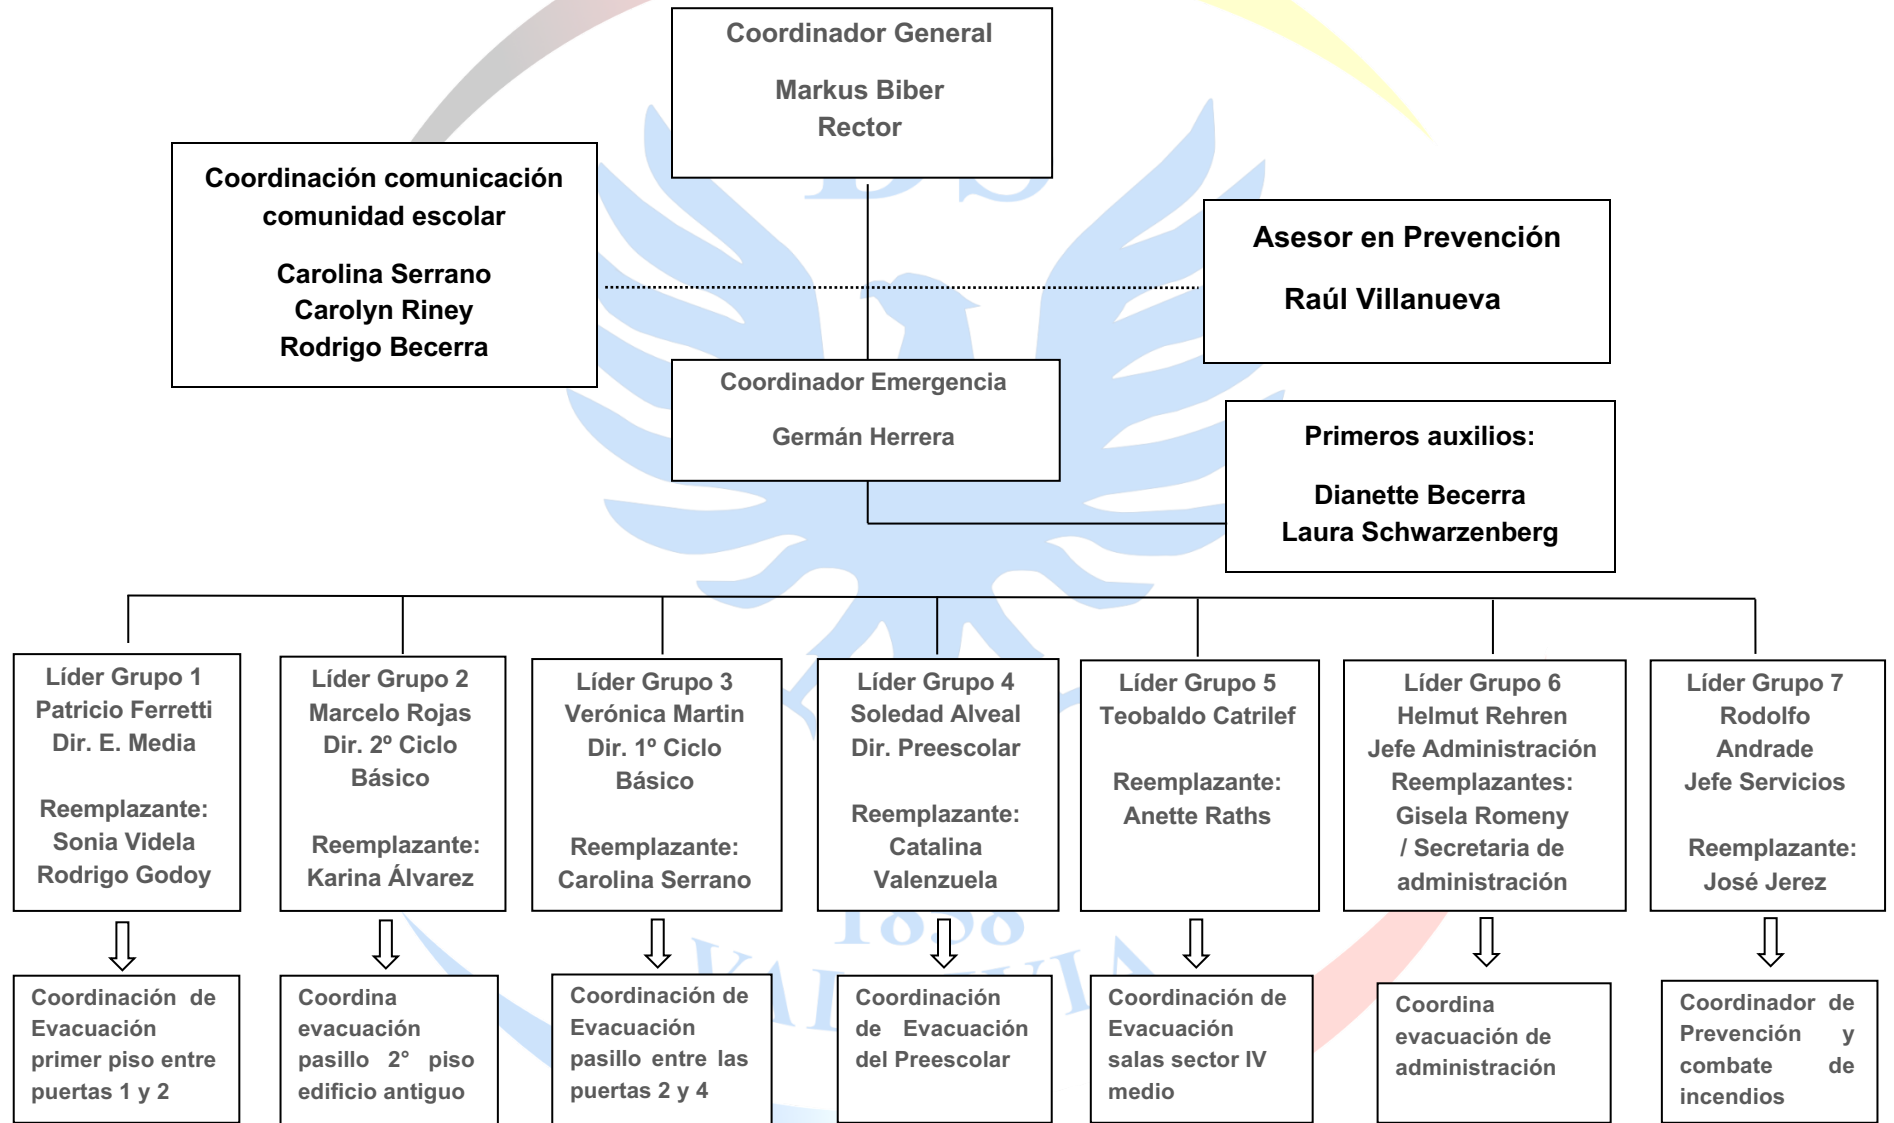 Coordinador General
Markus Biber
Rector
Coordinación comunicación
comunidad escolar
Carolina Serrano
Carolyn Riney
Rodrigo Becerra
DS
Asesor en Prevención
Raúl Villanueva
Coordinador Emergencia
Germán Herrera
Primeros auxilios:
Dianette Becerra
Laura Schwarzenberg
Líder Grupo 1
Patricio Ferretti
Dir. E. Media
Reemplazante:
Sonia Videla
Rodrigo Godoy
Líder Grupo 2
Marcelo Rojas
Dir. 2º Ciclo
Básico
Reemplazante:
Karina Álvarez
Líder Grupo 3
Verónica Martin
Dir. 1º Ciclo
Básico
Reemplazante:
Carolina Serrano
Líder Grupo 4
Soledad Alveal
Dir. Preescolar
Reemplazante:
Catalina
Valenzuela
Líder Grupo 5
Teobaldo Catrilef
Reemplazante:
Anette Raths
Líder Grupo 6
Helmut Rehren
Jefe Administración
Reemplazantes:
Gisela Romeny
/ Secretaria de
administración
Líder Grupo 7
Rodolfo
Andrade
Jefe Servicios
Reemplazante:
José Jerez
1858
VALDIVIA
Coordinación de
Evacuación
primer piso entre
puertas 1 y 2
Coordina
evacuación
pasillo 2° piso
edificio antiguo
Coordinación de
Evacuación
pasillo entre las
puertas 2 y 4
Coordinación
de Evacuación
del Preescolar
Coordinación de
Evacuación
salas sector IV
medio
Coordina
evacuación de
administración
Coordinador de
Prevención y
combate de
incendios